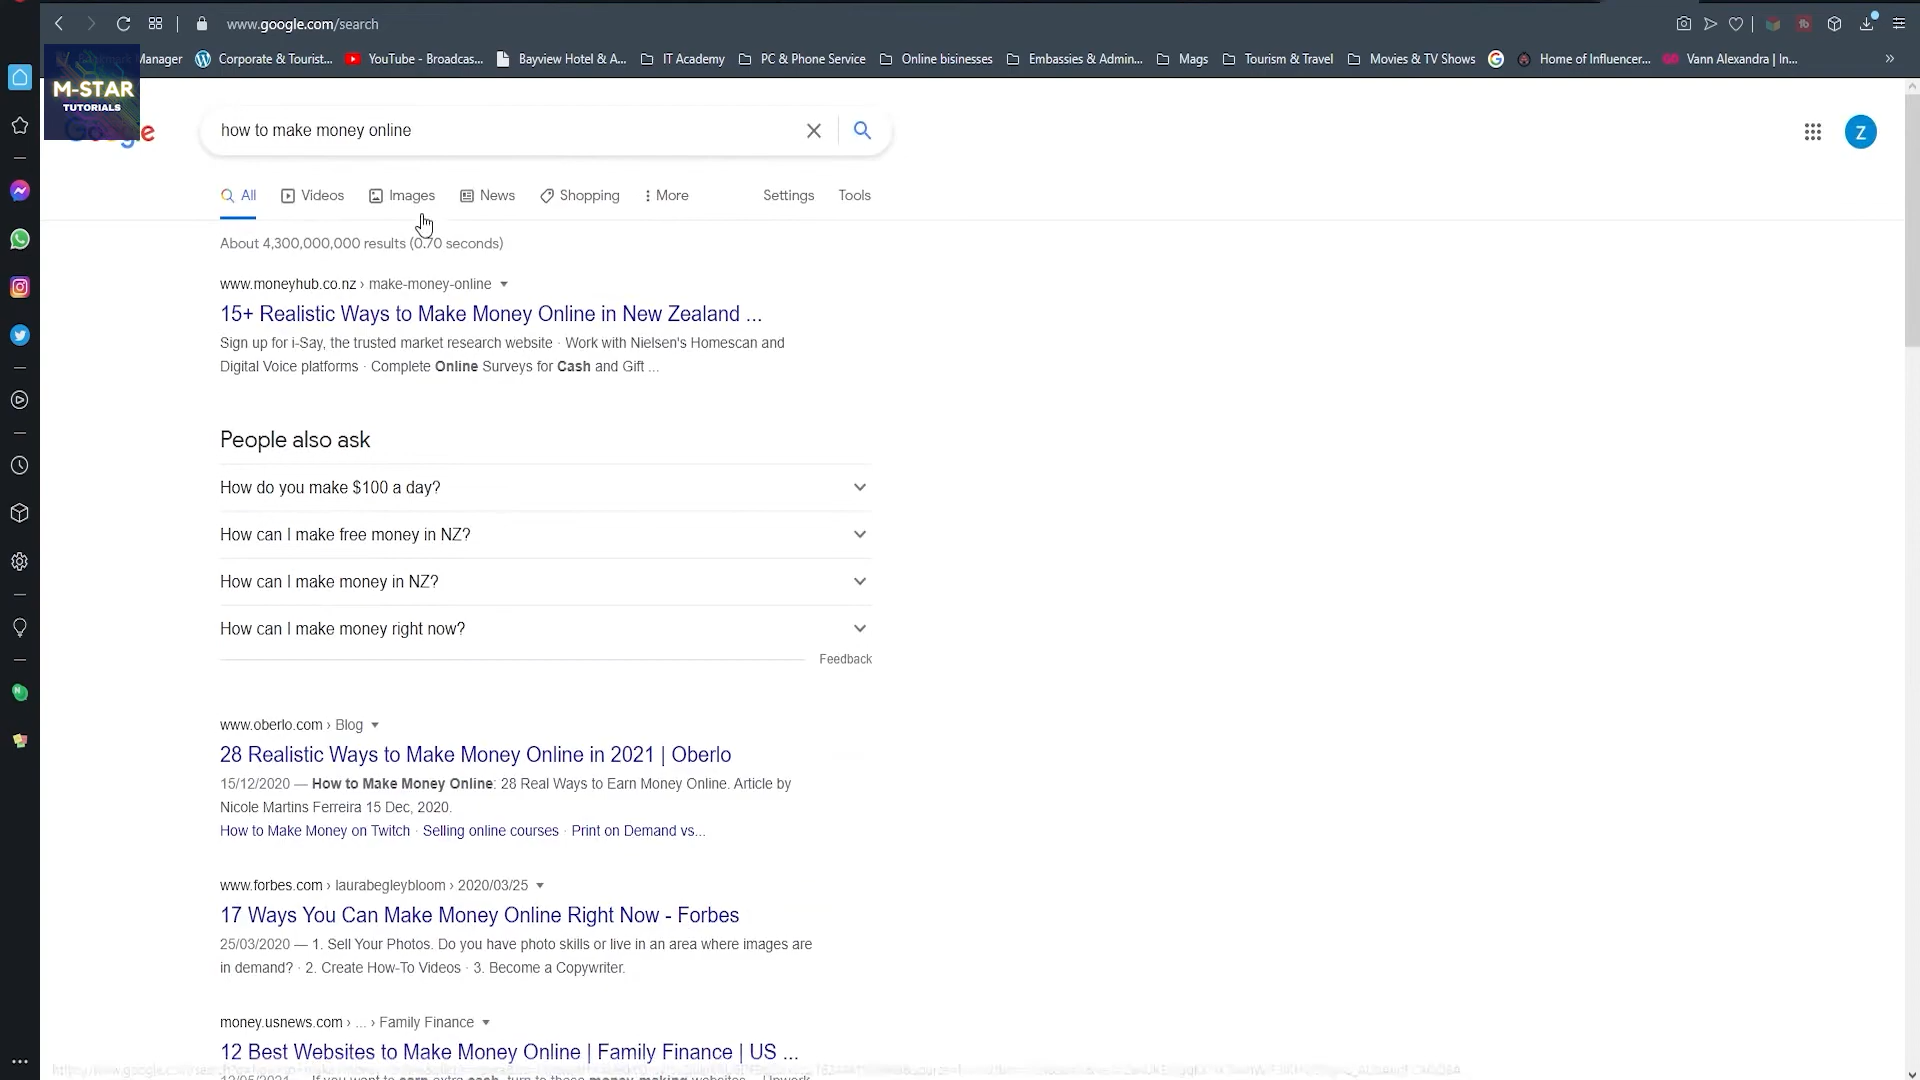 www.google.com/search
Manager
Corporate & Tourist...
YouTube - Broadcas...
Bayview Hotel & A...
IT Academy
PC & Phone Service
Online bisinesses
Embassies & Admin...
Mags
Tourism & Travel
Movies & TV Shows
Home of Influencer...
Vann Alexandra | In...
M-STAR
TUTORIALS
Google
how to make money online
Z
All
Videos
Images
News
Shopping
More
Settings
Tools
About 4,300,000,000 results (0.70 seconds)
www.moneyhub.co.nz › make-money-online
15+ Realistic Ways to Make Money Online in New Zealand ...
Sign up for i-Say, the trusted market research website · Work with Nielsen's Homescan and
Digital Voice platforms · Complete Online Surveys for Cash and Gift ...
People also ask
How do you make $100 a day?
How can I make free money in NZ?
How can I make money in NZ?
How can I make money right now?
Feedback
www.oberlo.com › Blog
28 Realistic Ways to Make Money Online in 2021 | Oberlo
15/12/2020 — How to Make Money Online: 28 Real Ways to Earn Money Online. Article by
Nicole Martins Ferreira 15 Dec, 2020.
How to Make Money on Twitch · Selling online courses · Print on Demand vs...
www.forbes.com › laurabegleybloom › 2020/03/25
17 Ways You Can Make Money Online Right Now - Forbes
25/03/2020 — 1. Sell Your Photos. Do you have photo skills or live in an area where images are
in demand? · 2. Create How-To Videos · 3. Become a Copywriter.
money.usnews.com › ... › Family Finance
12 Best Websites to Make Money Online | Family Finance | US ...